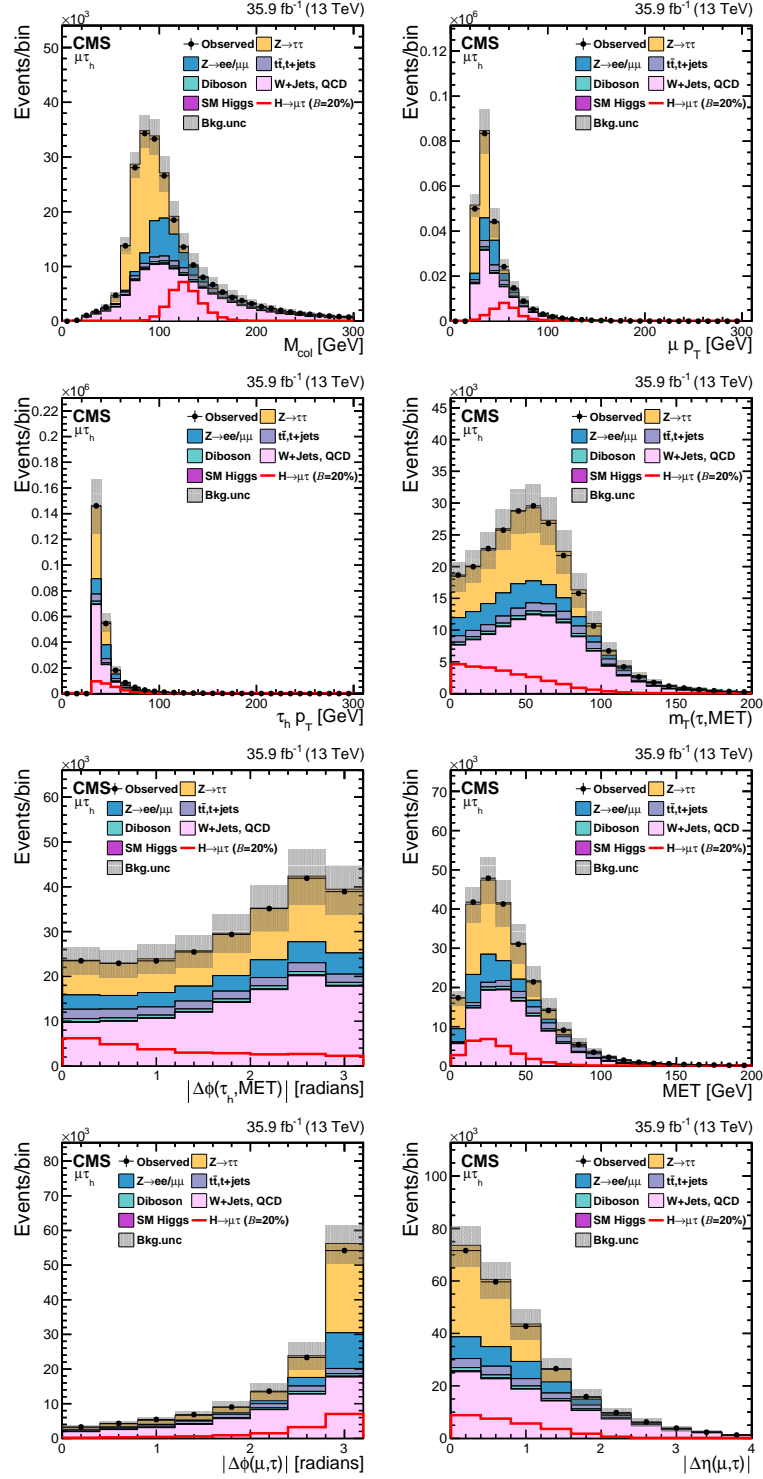 35.9 fb⁻¹ (13 TeV)
×10³
CMS
μτh
Observed
Z→ττ
Z→ee/μμ
tt̄,t+jets
Diboson
W+Jets, QCD
SM Higgs
H→μτ (B=20%)
Bkg.unc
Events/bin
50
40
30
20
10
0
0 100 200 300
Mcol [GeV]
35.9 fb⁻¹ (13 TeV)
×10⁶
CMS
μτh
Observed
Z→ττ
Z→ee/μμ
tt̄,t+jets
Diboson
W+Jets, QCD
SM Higgs
H→μτ (B=20%)
Bkg.unc
Events/bin
0.12
0.1
0.08
0.06
0.04
0.02
0
0 100 200 300
μ pT [GeV]
35.9 fb⁻¹ (13 TeV)
×10⁶
CMS
μτh
Observed
Z→ττ
Z→ee/μμ
tt̄,t+jets
Diboson
W+Jets, QCD
SM Higgs
H→μτ (B=20%)
Bkg.unc
Events/bin
0.22
0.2
0.18
0.16
0.14
0.12
0.1
0.08
0.06
0.04
0.02
0
0 100 200 300
τh pT [GeV]
35.9 fb⁻¹ (13 TeV)
×10³
CMS
μτh
Observed
Z→ττ
Z→ee/μμ
tt̄,t+jets
Diboson
W+Jets, QCD
SM Higgs
H→μτ (B=20%)
Bkg.unc
Events/bin
45
40
35
30
25
20
15
10
5
0
0 50 100 150 200
mT(τ,MET)
35.9 fb⁻¹ (13 TeV)
×10³
CMS
μτh
Observed
Z→ττ
Z→ee/μμ
tt̄,t+jets
Diboson
W+Jets, QCD
SM Higgs
H→μτ (B=20%)
Bkg.unc
Events/bin
60
50
40
30
20
10
0
0 1 2 3
|Δϕ(τh,MET)| [radians]
35.9 fb⁻¹ (13 TeV)
×10³
CMS
μτh
Observed
Z→ττ
Z→ee/μμ
tt̄,t+jets
Diboson
W+Jets, QCD
SM Higgs
H→μτ (B=20%)
Bkg.unc
Events/bin
70
60
50
40
30
20
10
0
0 50 100 150 200
MET [GeV]
35.9 fb⁻¹ (13 TeV)
×10³
CMS
μτh
Observed
Z→ττ
Z→ee/μμ
tt̄,t+jets
Diboson
W+Jets, QCD
SM Higgs
H→μτ (B=20%)
Bkg.unc
Events/bin
80
70
60
50
40
30
20
10
0
0 1 2 3
|Δϕ(μ,τ)| [radians]
35.9 fb⁻¹ (13 TeV)
×10³
CMS
μτh
Observed
Z→ττ
Z→ee/μμ
tt̄,t+jets
Diboson
W+Jets, QCD
SM Higgs
H→μτ (B=20%)
Bkg.unc
Events/bin
100
80
60
40
20
0
0 1 2 3 4
|Δη(μ,τ)|